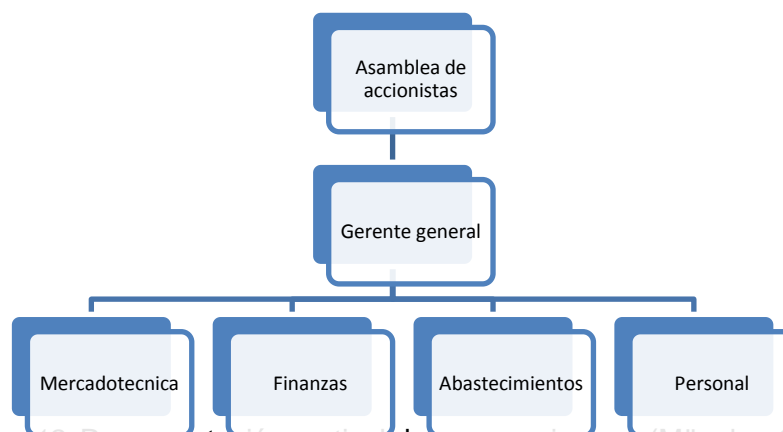 Asamblea de
accionistas
Gerente general
Mercadotecnica
Finanzas
Abastecimientos
Personal